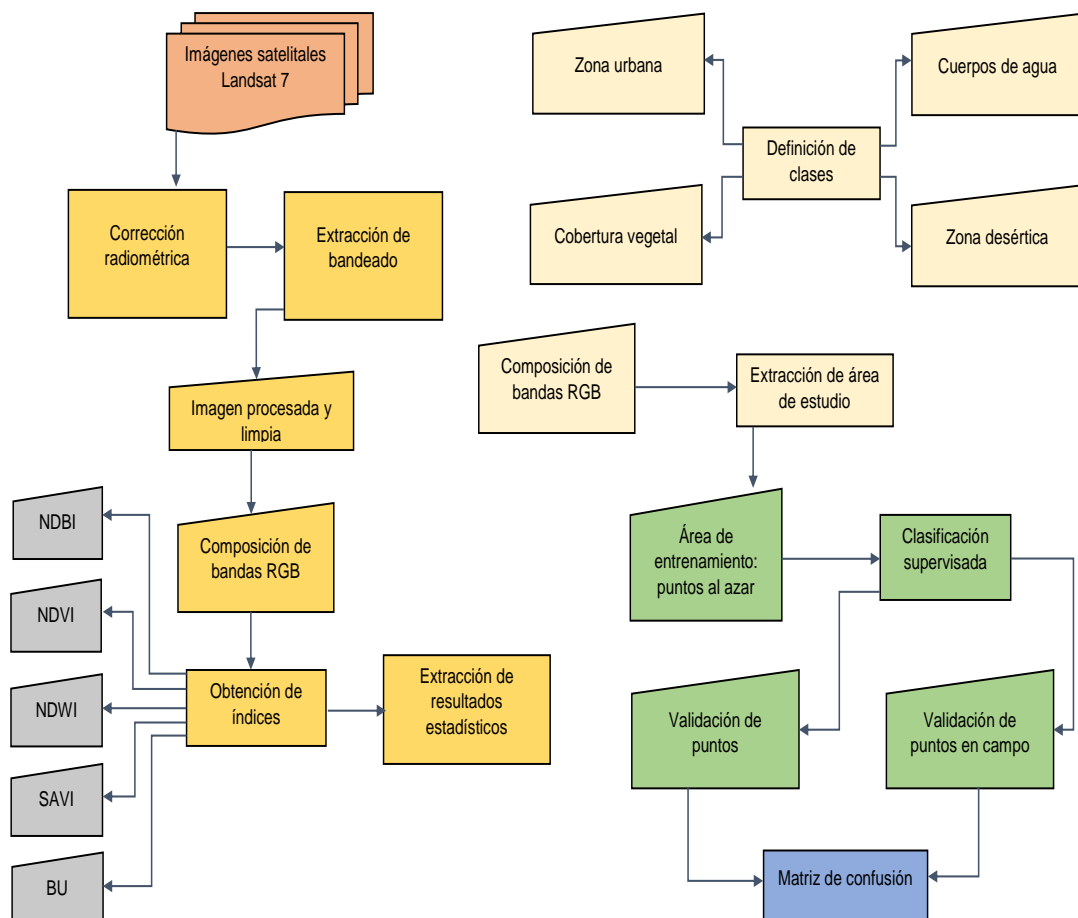 Imágenes satelitales
Landsat 7
Corrección
radiométrica
Extracción de
bandeado
Imagen procesada y
limpia
Composición de
bandas RGB
Obtención de
índices
NDBI
NDVI
NDWI
SAVI
BU
Extracción de
resultados
estadísticos
Zona urbana
Cuerpos de
agua
Definición de
clases
Cobertura vegetal
Zona desértica
Composición de
bandas RGB
Extracción de área
de estudio
Área de
entrenamiento:
puntos al azar
Clasificación
supervisada
Validación de
puntos
Validación de
puntos en campo
Matriz de confusión